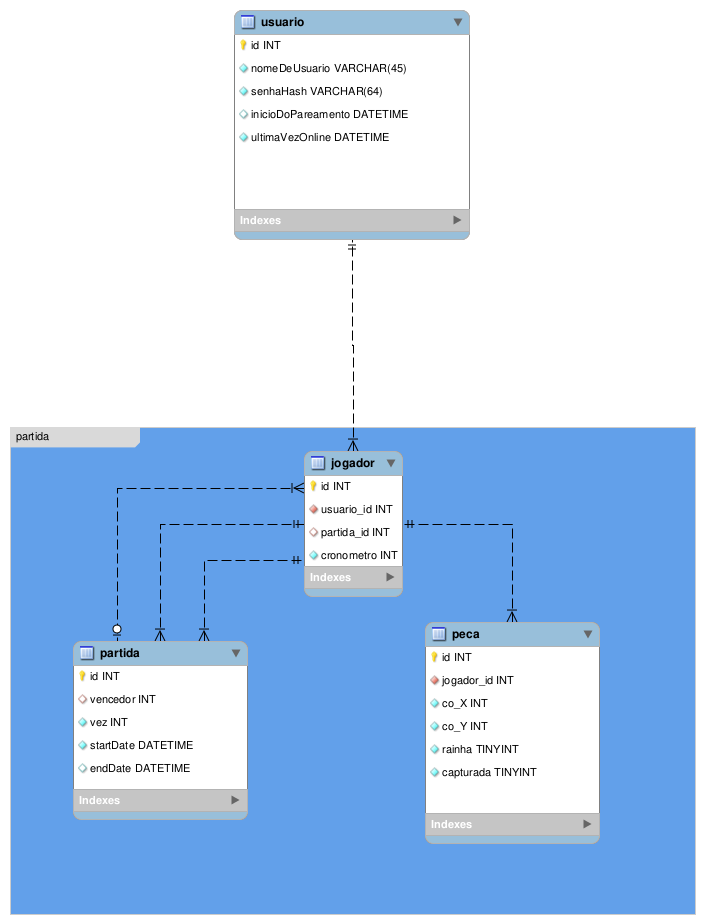 usuario
id INT
nomeDeUsuario VARCHAR(45)
senhaHash VARCHAR(64)
inicioDoPareamento DATETIME
ultimaVezOnline DATETIME
Indexes
partida
jogador
id INT
usuario_id INT
partida_id INT
cronometro INT
Indexes
partida
id INT
vencedor INT
vez INT
startDate DATETIME
endDate DATETIME
Indexes
peca
id INT
jogador_id INT
co_X INT
co_Y INT
rainha TINYINT
capturada TINYINT
Indexes